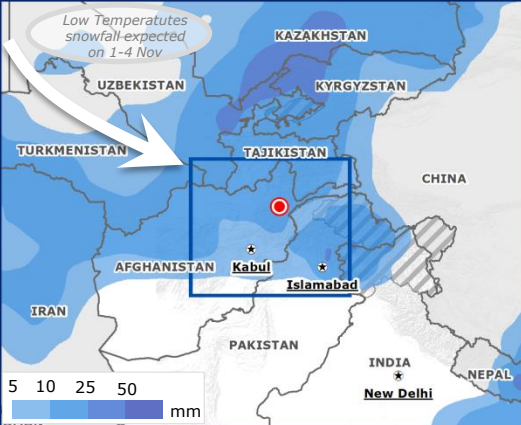 Low Temperatutes
snowfall expected
on 1-4 Nov
KAZAKHSTAN
UZBEKISTAN
KYRGYZSTAN
TURKMENISTAN
TAJIKISTAN
CHINA
AFGHANISTAN
Kabul
Islamabad
IRAN
PAKISTAN
INDIA
NEPAL
New Delhi
5 10 25 50
mm